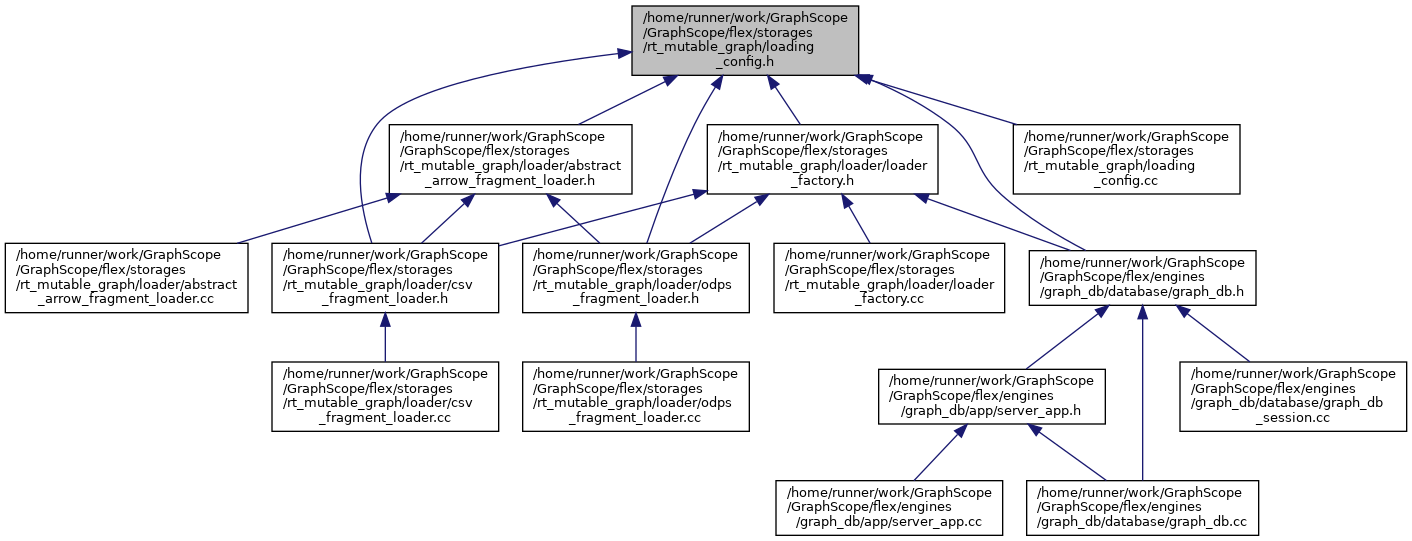 /home/runner/work/GraphScope
/GraphScope/flex/storages
/rt_mutable_graph/loading
_config.h
/home/runner/work/GraphScope
/GraphScope/flex/storages
/rt_mutable_graph/loader/abstract
_arrow_fragment_loader.h
/home/runner/work/GraphScope
/GraphScope/flex/storages
/rt_mutable_graph/loader/loader
_factory.h
/home/runner/work/GraphScope
/GraphScope/flex/storages
/rt_mutable_graph/loading
_config.cc
/home/runner/work/GraphScope
/GraphScope/flex/storages
/rt_mutable_graph/loader/abstract
_arrow_fragment_loader.cc
/home/runner/work/GraphScope
/GraphScope/flex/storages
/rt_mutable_graph/loader/csv
_fragment_loader.h
/home/runner/work/GraphScope
/GraphScope/flex/storages
/rt_mutable_graph/loader/odps
_fragment_loader.h
/home/runner/work/GraphScope
/GraphScope/flex/storages
/rt_mutable_graph/loader/loader
_factory.cc
/home/runner/work/GraphScope
/GraphScope/flex/engines
/graph_db/database/graph_db.h
/home/runner/work/GraphScope
/GraphScope/flex/storages
/rt_mutable_graph/loader/csv
_fragment_loader.cc
/home/runner/work/GraphScope
/GraphScope/flex/storages
/rt_mutable_graph/loader/odps
_fragment_loader.cc
/home/runner/work/GraphScope
/GraphScope/flex/engines
/graph_db/app/server_app.h
/home/runner/work/GraphScope
/GraphScope/flex/engines
/graph_db/database/graph_db
_session.cc
/home/runner/work/GraphScope
/GraphScope/flex/engines
/graph_db/app/server_app.cc
/home/runner/work/GraphScope
/GraphScope/flex/engines
/graph_db/database/graph_db.cc